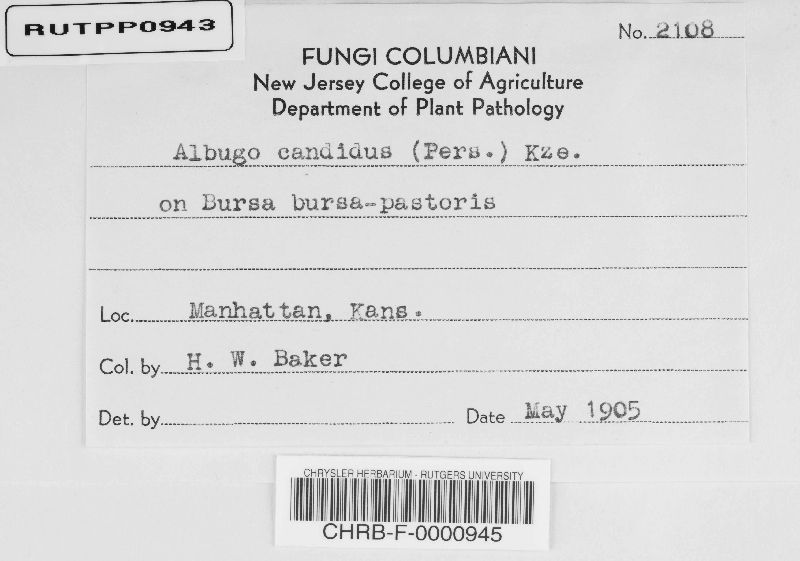 RUTPP0943
No. 2108
FUNGI COLUMBIANI
New Jersey College of Agriculture
Department of Plant Pathology
Albugo candidus (Pers.) Kze.
on Bursa bursa-pastoris
Loc. Manhattan, Kans.
Col. by H. W. Baker
Det. by
Date May 1905
CHRYSLER HERBARIUM - RUTGERS UNIVERSITY
CHRB-F-0000945